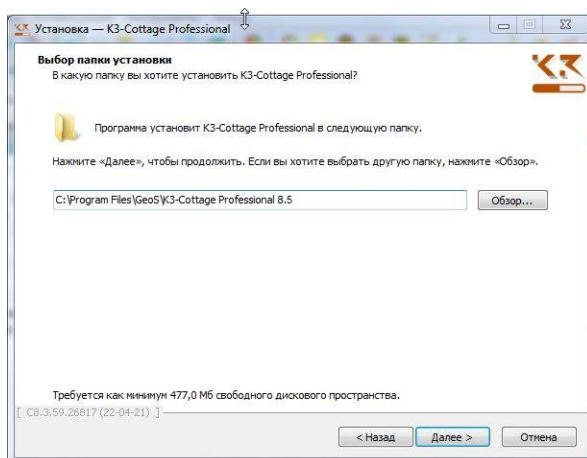 Установка — K3-Cottage Professional
Выбор папки установки
В какую папку вы хотите установить K3-Cottage Professional?
К3
Программа установит K3-Cottage Professional в следующую папку.
Нажмите «Далее», чтобы продолжить. Если вы хотите выбрать другую папку, нажмите «Обзор».
C:\Program Files\GeoS\K3-Cottage Professional 8.5
Обзор...
Требуется как минимум 477,0 Мб свободного дискового пространства.
[ C8.3.59.26817 (22-04-21) ]
< Назад
Далее >
Отмена